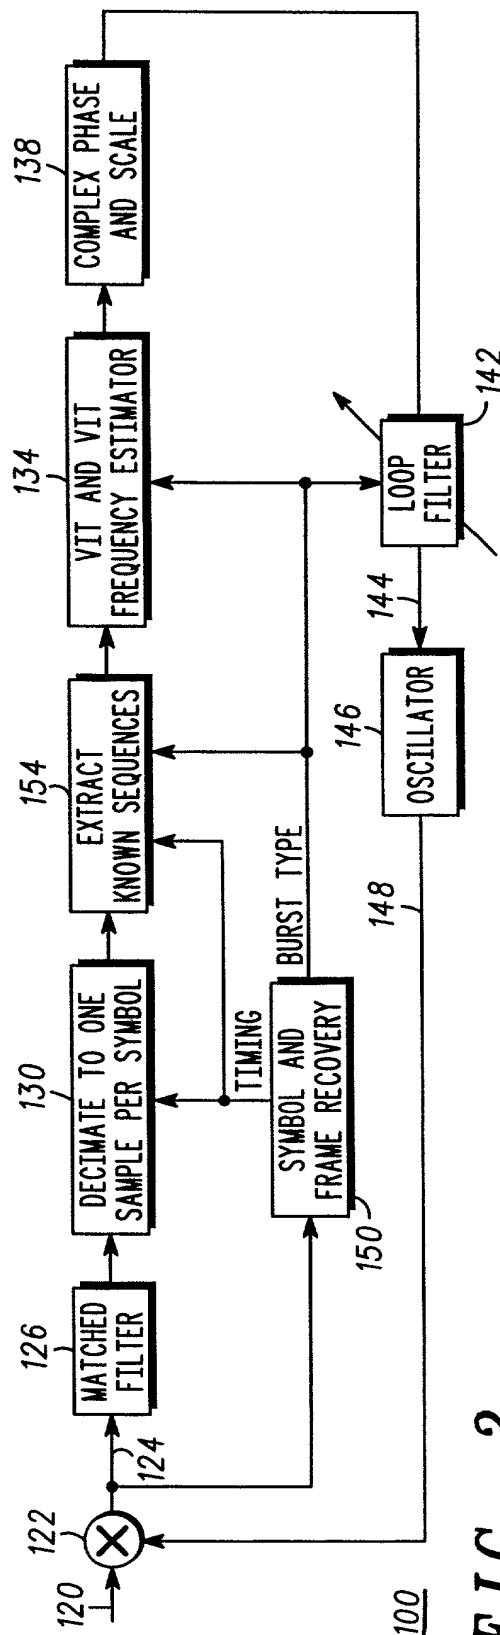 120
122
124
126
MATCHED
FILTER
130
DECIMATE TO ONE
SAMPLE PER SYMBOL
154
EXTRACT
KNOWN SEQUENCES
134
VIT AND VIT
FREQUENCY ESTIMATOR
138
COMPLEX PHASE
AND SCALE
TIMING
BURST TYPE
SYMBOL AND
FRAME RECOVERY
150
148
146
OSCILLATOR
144
LOOP
FILTER
142
100
FIG. 2